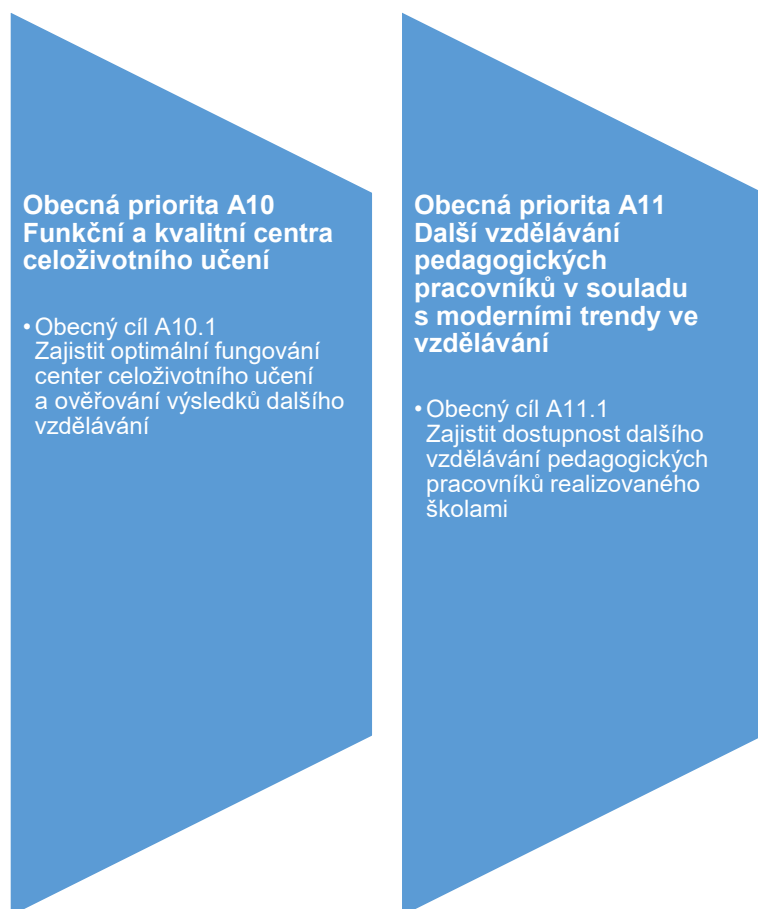 Obecná priorita A10
Funkční a kvalitní centra
celoživotního učení
• Obecný cíl A10.1
Zajistit optimální fungování
center celoživotního učení
a ověřování výsledků dalšího
vzdělávání
Obecná priorita A11
Další vzdělávání
pedagogických
pracovníků v souladu
s moderními trendy ve
vzdělávání
• Obecný cíl A11.1
Zajistit dostupnost dalšího
vzdělávání pedagogických
pracovníků realizovaného
školami